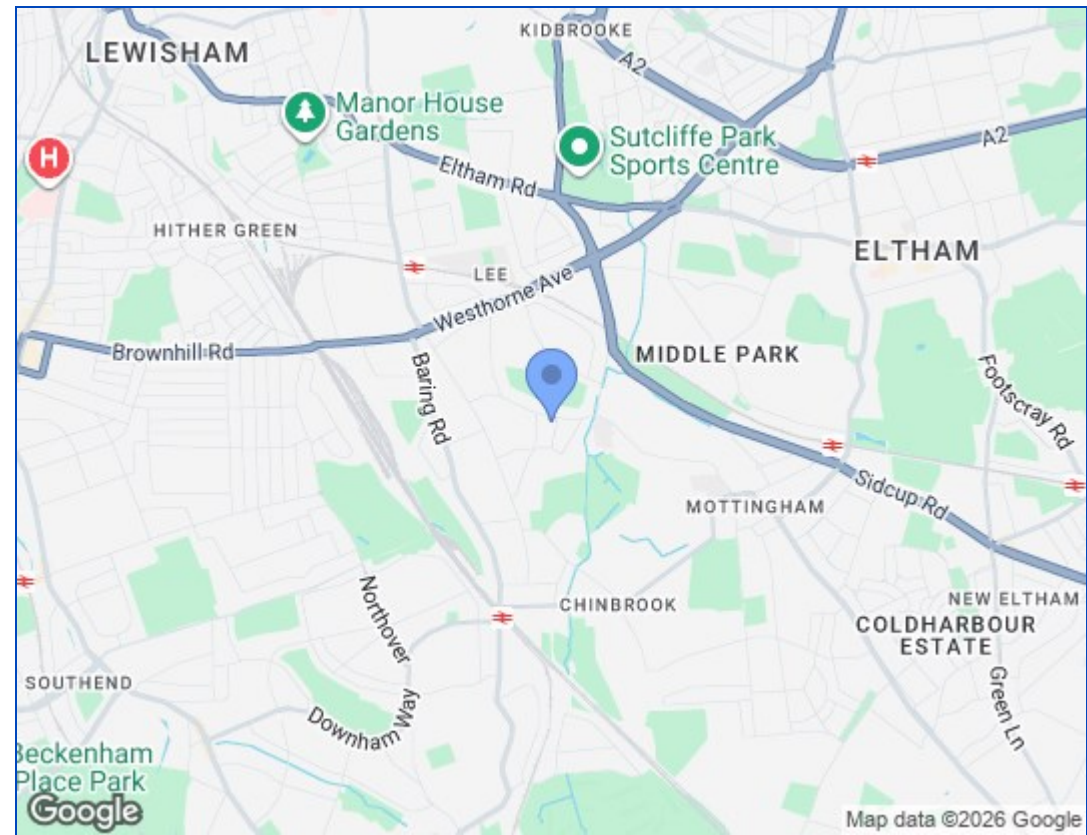 KIDBROOKE
LEWISHAM
A2
Manor House
Gardens
Sutcliffe Park
Sports Centre
A2
H
Eltham Rd
HITHER GREEN
ELTHAM
LEE
Westhorne Ave
Brownhill Rd
MIDDLE PARK
Baring Rd
Footscray Rd
Sidcup Rd
MOTTINGHAM
Northover
CHINBROOK
NEW ELTHAM
COLDHARBOUR
ESTATE
SOUTHEND
Green Ln
Downham Way
Beckenham
Place Park
Google
Map data ©2026 Google